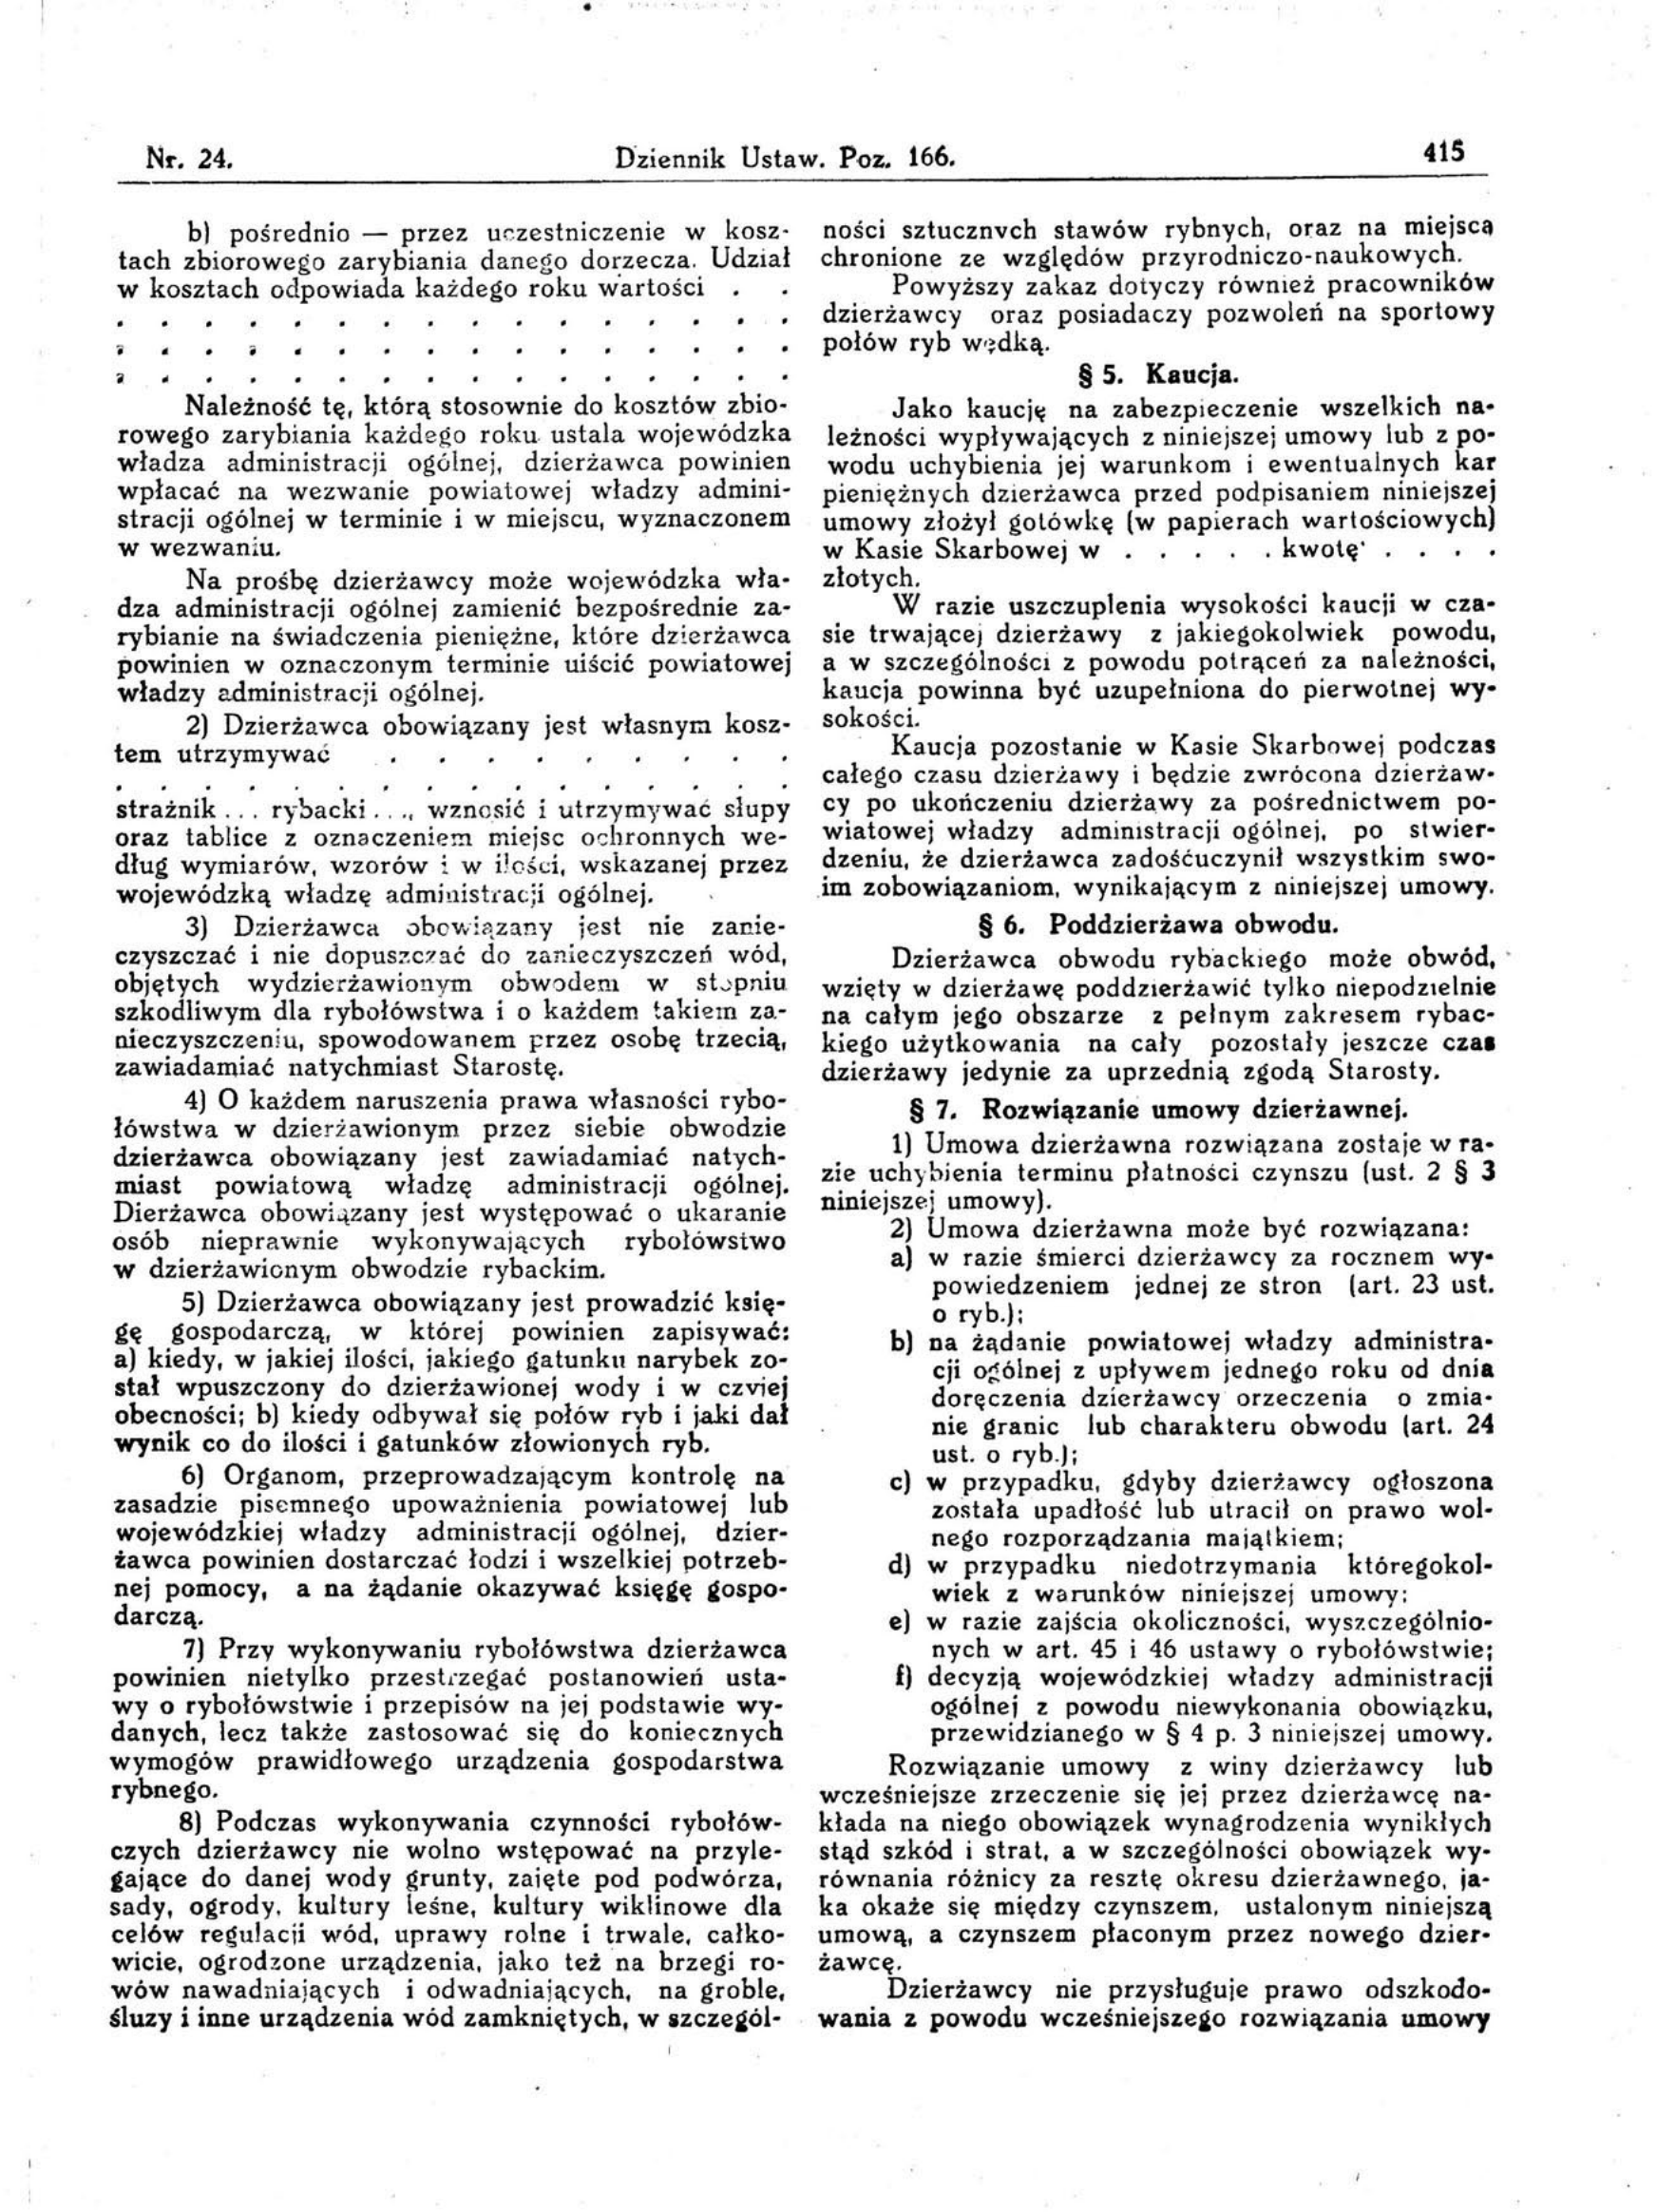 Nr. 24.
Dziennik Ustaw. Poz. 166.
415
b) pośrednio — przez uczestniczenie w kosz-
tach zbiorowego zarybiania danego dorzecza. Udział
w kosztach odpowiada każdego roku wartości . .
. . . . . . . . . . . . . . . .
. . . . . . . . . . . . . . . .
. . . . . . . . . . . . . . . .
Należność tę, którą stosownie do kosztów zbio-
rowego zarybiania każdego roku ustala wojewódzka
władza administracji ogólnej, dzierżawca powinien
wpłacać na wezwanie powiatowej władzy admini-
stracji ogólnej w terminie i w miejscu, wyznaczonem
w wezwaniu.
Na prośbę dzierżawcy może wojewódzka wła-
dza administracji ogólnej zamienić bezpośrednie za-
rybianie na świadczenia pieniężne, które dzierżawca
powinien w oznaczonym terminie uiścić powiatowej
władzy administracji ogólnej.
2) Dzierżawca obowiązany jest własnym kosz-
tem utrzymywać . . . . . . . . .
. . . . . . . . . . . . . . . .
strażnik . . . rybacki . . ., wznosić i utrzymywać słupy
oraz tablice z oznaczeniem miejsc ochronnych we-
dług wymiarów, wzorów i w ilości, wskazanej przez
wojewódzką władzę administracji ogólnej.
3) Dzierżawca obowiązany jest nie zanie-
czyszczać i nie dopuszczać do zanieczyszczeń wód,
objętych wydzierżawionym obwodem w stopniu
szkodliwym dla rybołówstwa i o każdem takiem za-
nieczyszczeniu, spowodowanem przez osobę trzecią,
zawiadamiać natychmiast Starostę.
4) O każdem naruszenia prawa własności rybo-
łówstwa w dzierżawionym przez siebie obwodzie
dzierżawca obowiązany jest zawiadamiać natych-
miast powiatową władzę administracji ogólnej.
Dierżawca obowiązany jest występować o ukaranie
osób nieprawnie wykonywających rybołówstwo
w dzierżawionym obwodzie rybackim.
5) Dzierżawca obowiązany jest prowadzić księ-
gę gospodarczą, w której powinien zapisywać:
a) kiedy, w jakiej ilości, jakiego gatunku narybek zo-
stał wpuszczony do dzierżawionej wody i w czyjej
obecności; b) kiedy odbywał się połów ryb i jaki dał
wynik co do ilości i gatunków złowionych ryb.
6) Organom, przeprowadzającym kontrolę na
zasadzie pisemnego upoważnienia powiatowej lub
wojewódzkiej władzy administracji ogólnej, dzier-
żawca powinien dostarczać łodzi i wszelkiej potrzeb-
nej pomocy, a na żądanie okazywać księgę gospo-
darczą.
7) Przy wykonywaniu rybołówstwa dzierżawca
powinien nietylko przestrzegać postanowień usta-
wy o rybołówstwie i przepisów na jej podstawie wy-
danych, lecz także zastosować się do koniecznych
wymogów prawidłowego urządzenia gospodarstwa
rybnego.
8) Podczas wykonywania czynności rybołów-
czych dzierżawcy nie wolno wstępować na przyle-
gające do danej wody grunty, zajęte pod podwórza,
sady, ogrody, kultury leśne, kultury wiklinowe dla
celów regulacji wód, uprawy rolne i trwale, całko-
wicie, ogrodzone urządzenia, jako też na brzegi ro-
wów nawadniających i odwadniających, na groble,
śluzy i inne urządzenia wód zamkniętych, w szczegól-
ności sztucznych stawów rybnych, oraz na miejsca
chronione ze względów przyrodniczo-naukowych.
Powyższy zakaz dotyczy również pracowników
dzierżawcy oraz posiadaczy pozwoleń na sportowy
połów ryb wędką.
§ 5. Kaucja.
Jako kaucję na zabezpieczenie wszelkich na-
leżności wypływających z niniejszej umowy lub z po-
wodu uchybienia jej warunkom i ewentualnych kar
pieniężnych dzierżawca przed podpisaniem niniejszej
umowy złożył gotówkę (w papierach wartościowych)
w Kasie Skarbowej w . . . . . kwotę . . . .
złotych.
W razie uszczuplenia wysokości kaucji w cza-
sie trwającej dzierżawy z jakiegokolwiek powodu,
a w szczególności z powodu potrąceń za należności,
kaucja powinna być uzupełniona do pierwotnej wy-
sokości.
Kaucja pozostanie w Kasie Skarbowej podczas
całego czasu dzierżawy i będzie zwrócona dzierżaw-
cy po ukończeniu dzierżawy za pośrednictwem po-
wiatowej władzy administracji ogólnej, po stwier-
dzeniu, że dzierżawca zadośćuczynił wszystkim swo-
im zobowiązaniom, wynikającym z niniejszej umowy.
§ 6. Poddzierżawa obwodu.
Dzierżawca obwodu rybackiego może obwód,
wzięty w dzierżawę poddzierżawić tylko niepodzielnie
na całym jego obszarze z pełnym zakresem rybac-
kiego użytkowania na cały pozostały jeszcze czas
dzierżawy jedynie za uprzednią zgodą Starosty.
§ 7. Rozwiązanie umowy dzierżawnej.
1) Umowa dzierżawna rozwiązana zostaje w ra-
zie uchybienia terminu płatności czynszu (ust. 2 § 3
niniejszej umowy).
2) Umowa dzierżawna może być rozwiązana:
a) w razie śmierci dzierżawcy za rocznem wy-
powiedzeniem jednej ze stron (art. 23 ust.
o ryb.);
b) na żądanie powiatowej władzy administra-
cji ogólnej z upływem jednego roku od dnia
doręczenia dzierżawcy orzeczenia o zmia-
nie granic lub charakteru obwodu (art. 24
ust. o ryb.);
c) w przypadku, gdyby dzierżawcy ogłoszona
została upadłość lub utracił on prawo wol-
nego rozporządzania majątkiem;
d) w przypadku niedotrzymania któregokol-
wiek z warunków niniejszej umowy;
e) w razie zajścia okoliczności, wyszczególnio-
nych w art. 45 i 46 ustawy o rybołówstwie;
f) decyzją wojewódzkiej władzy administracji
ogólnej z powodu niewykonania obowiązku,
przewidzianego w § 4 p. 3 niniejszej umowy.
Rozwiązanie umowy z winy dzierżawcy lub
wcześniejsze zrzeczenie się jej przez dzierżawcę na-
kłada na niego obowiązek wynagrodzenia wynikłych
stąd szkód i strat, a w szczególności obowiązek wy-
równania różnicy za resztę okresu dzierżawnego, ja-
ka okaże się między czynszem, ustalonym niniejszą
umową, a czynszem płaconym przez nowego dzier-
żawcę.
Dzierżawcy nie przysługuje prawo odszkodo-
wania z powodu wcześniejszego rozwiązania umowy